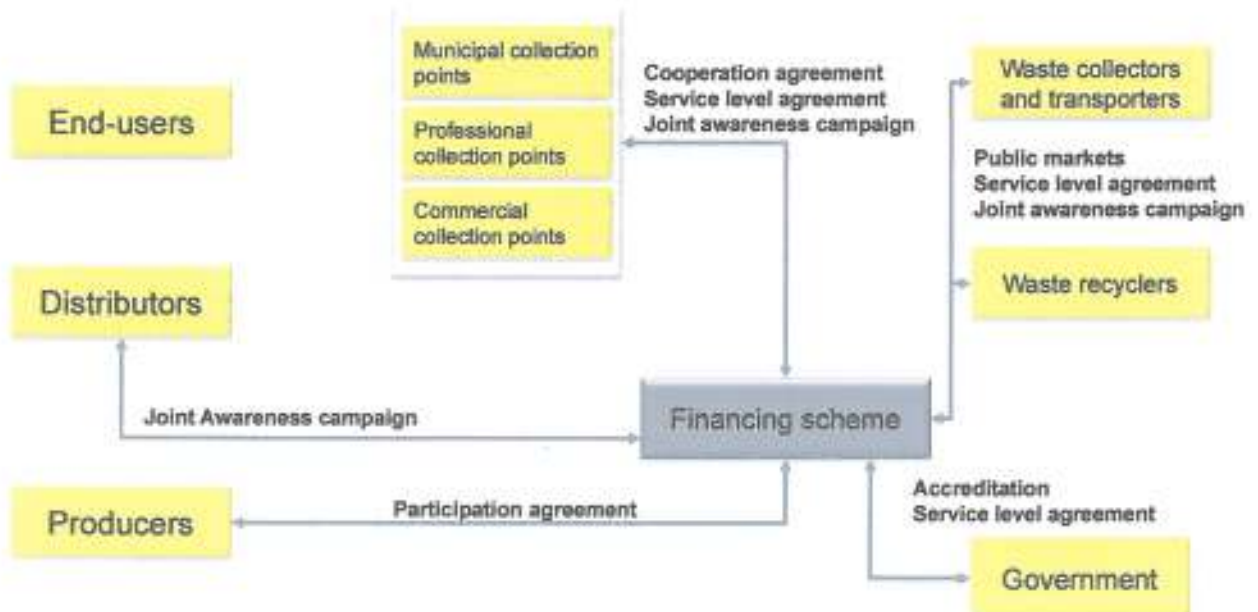 End-users
Municipal collection
points
Professional
collection points
Commercial
collection points
Cooperation agreement
Service level agreement
Joint awareness campaign
Waste collectors
and transporters
Public markets
Service level agreement
Joint awareness campaign
Waste recyclers
Distributors
Joint Awareness campaign
Financing scheme
Producers
Participation agreement
Accreditation
Service level agreement
Government